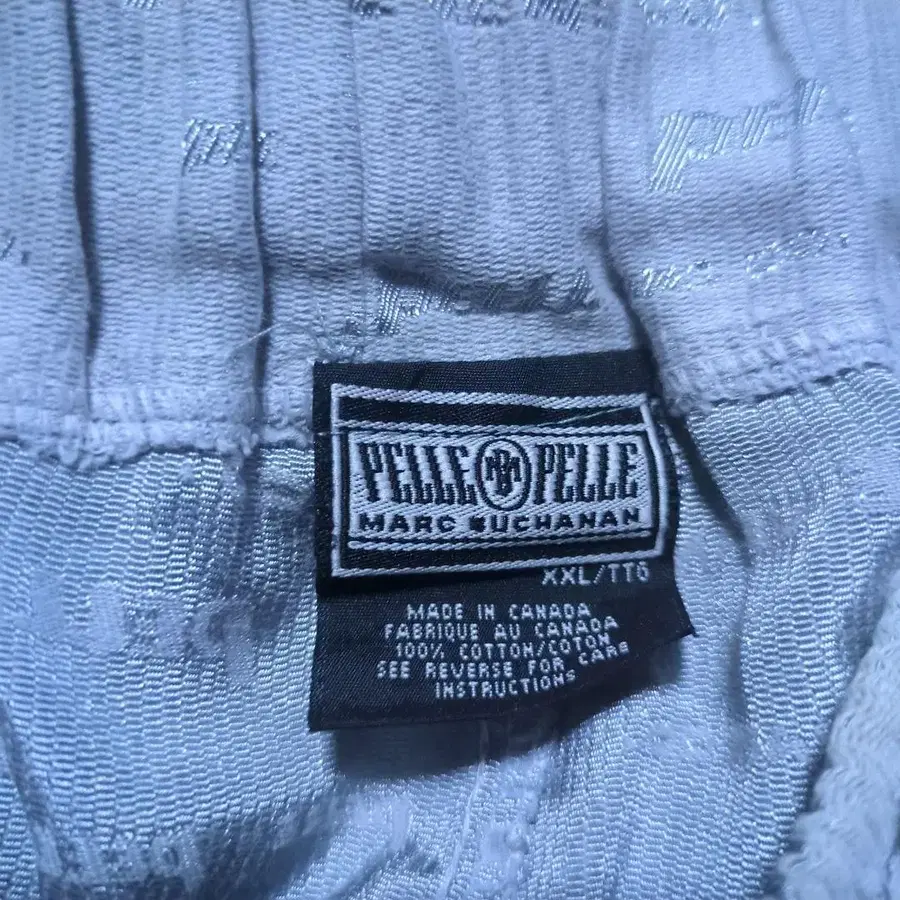 PELLE MB PELLE
MARC BUCHANAN
XXL/TTG
MADE IN CANADA
FABRIQUE AU CANADA
100% COTTON/COTON
SEE REVERSE FOR CARE
INSTRUCTIONS